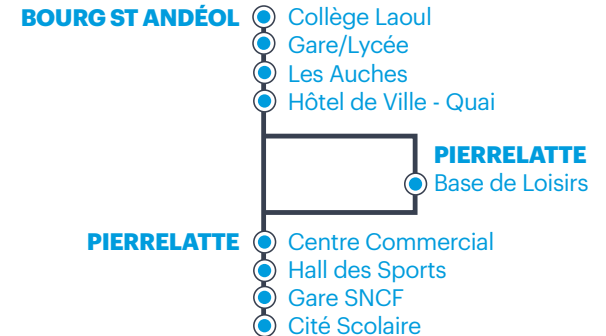 BOURG ST ANDÉOL Collège Laoul
Gare/Lycée
Les Auches
Hôtel de Ville - Quai
PIERRELATTE
Base de Loisirs
PIERRELATTE Centre Commercial
Hall des Sports
Gare SNCF
Cité Scolaire